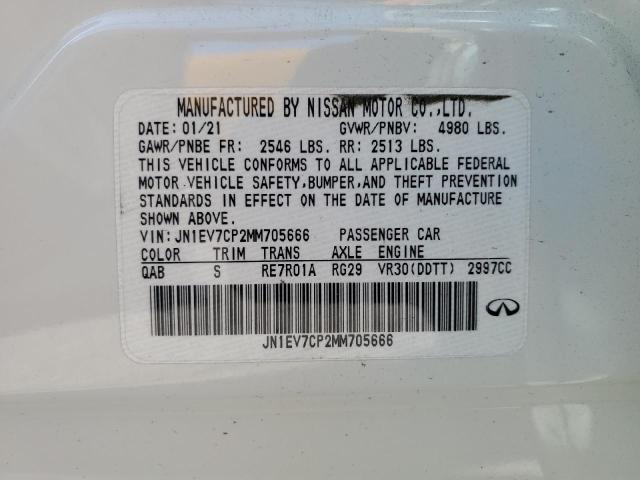 MANUFACTURED BY NISSAN MOTOR CO.,LTD.
DATE: 01/21 GVWR/PNBV: 4980 LBS.
GAWR/PNBE FR: 2546 LBS. RR: 2513 LBS.
THIS VEHICLE CONFORMS TO ALL APPLICABLE FEDERAL
MOTOR VEHICLE SAFETY,BUMPER,AND THEFT PREVENTION
STANDARDS IN EFFECT ON THE DATE OF MANUFACTURE
SHOWN ABOVE.
VIN: JN1EV7CP2MM705666 PASSENGER CAR
COLOR TRIM TRANS AXLE ENGINE
QAB S RE7R01A RG29 VR30(DDTT) 2997CC
JN1EV7CP2MM705666